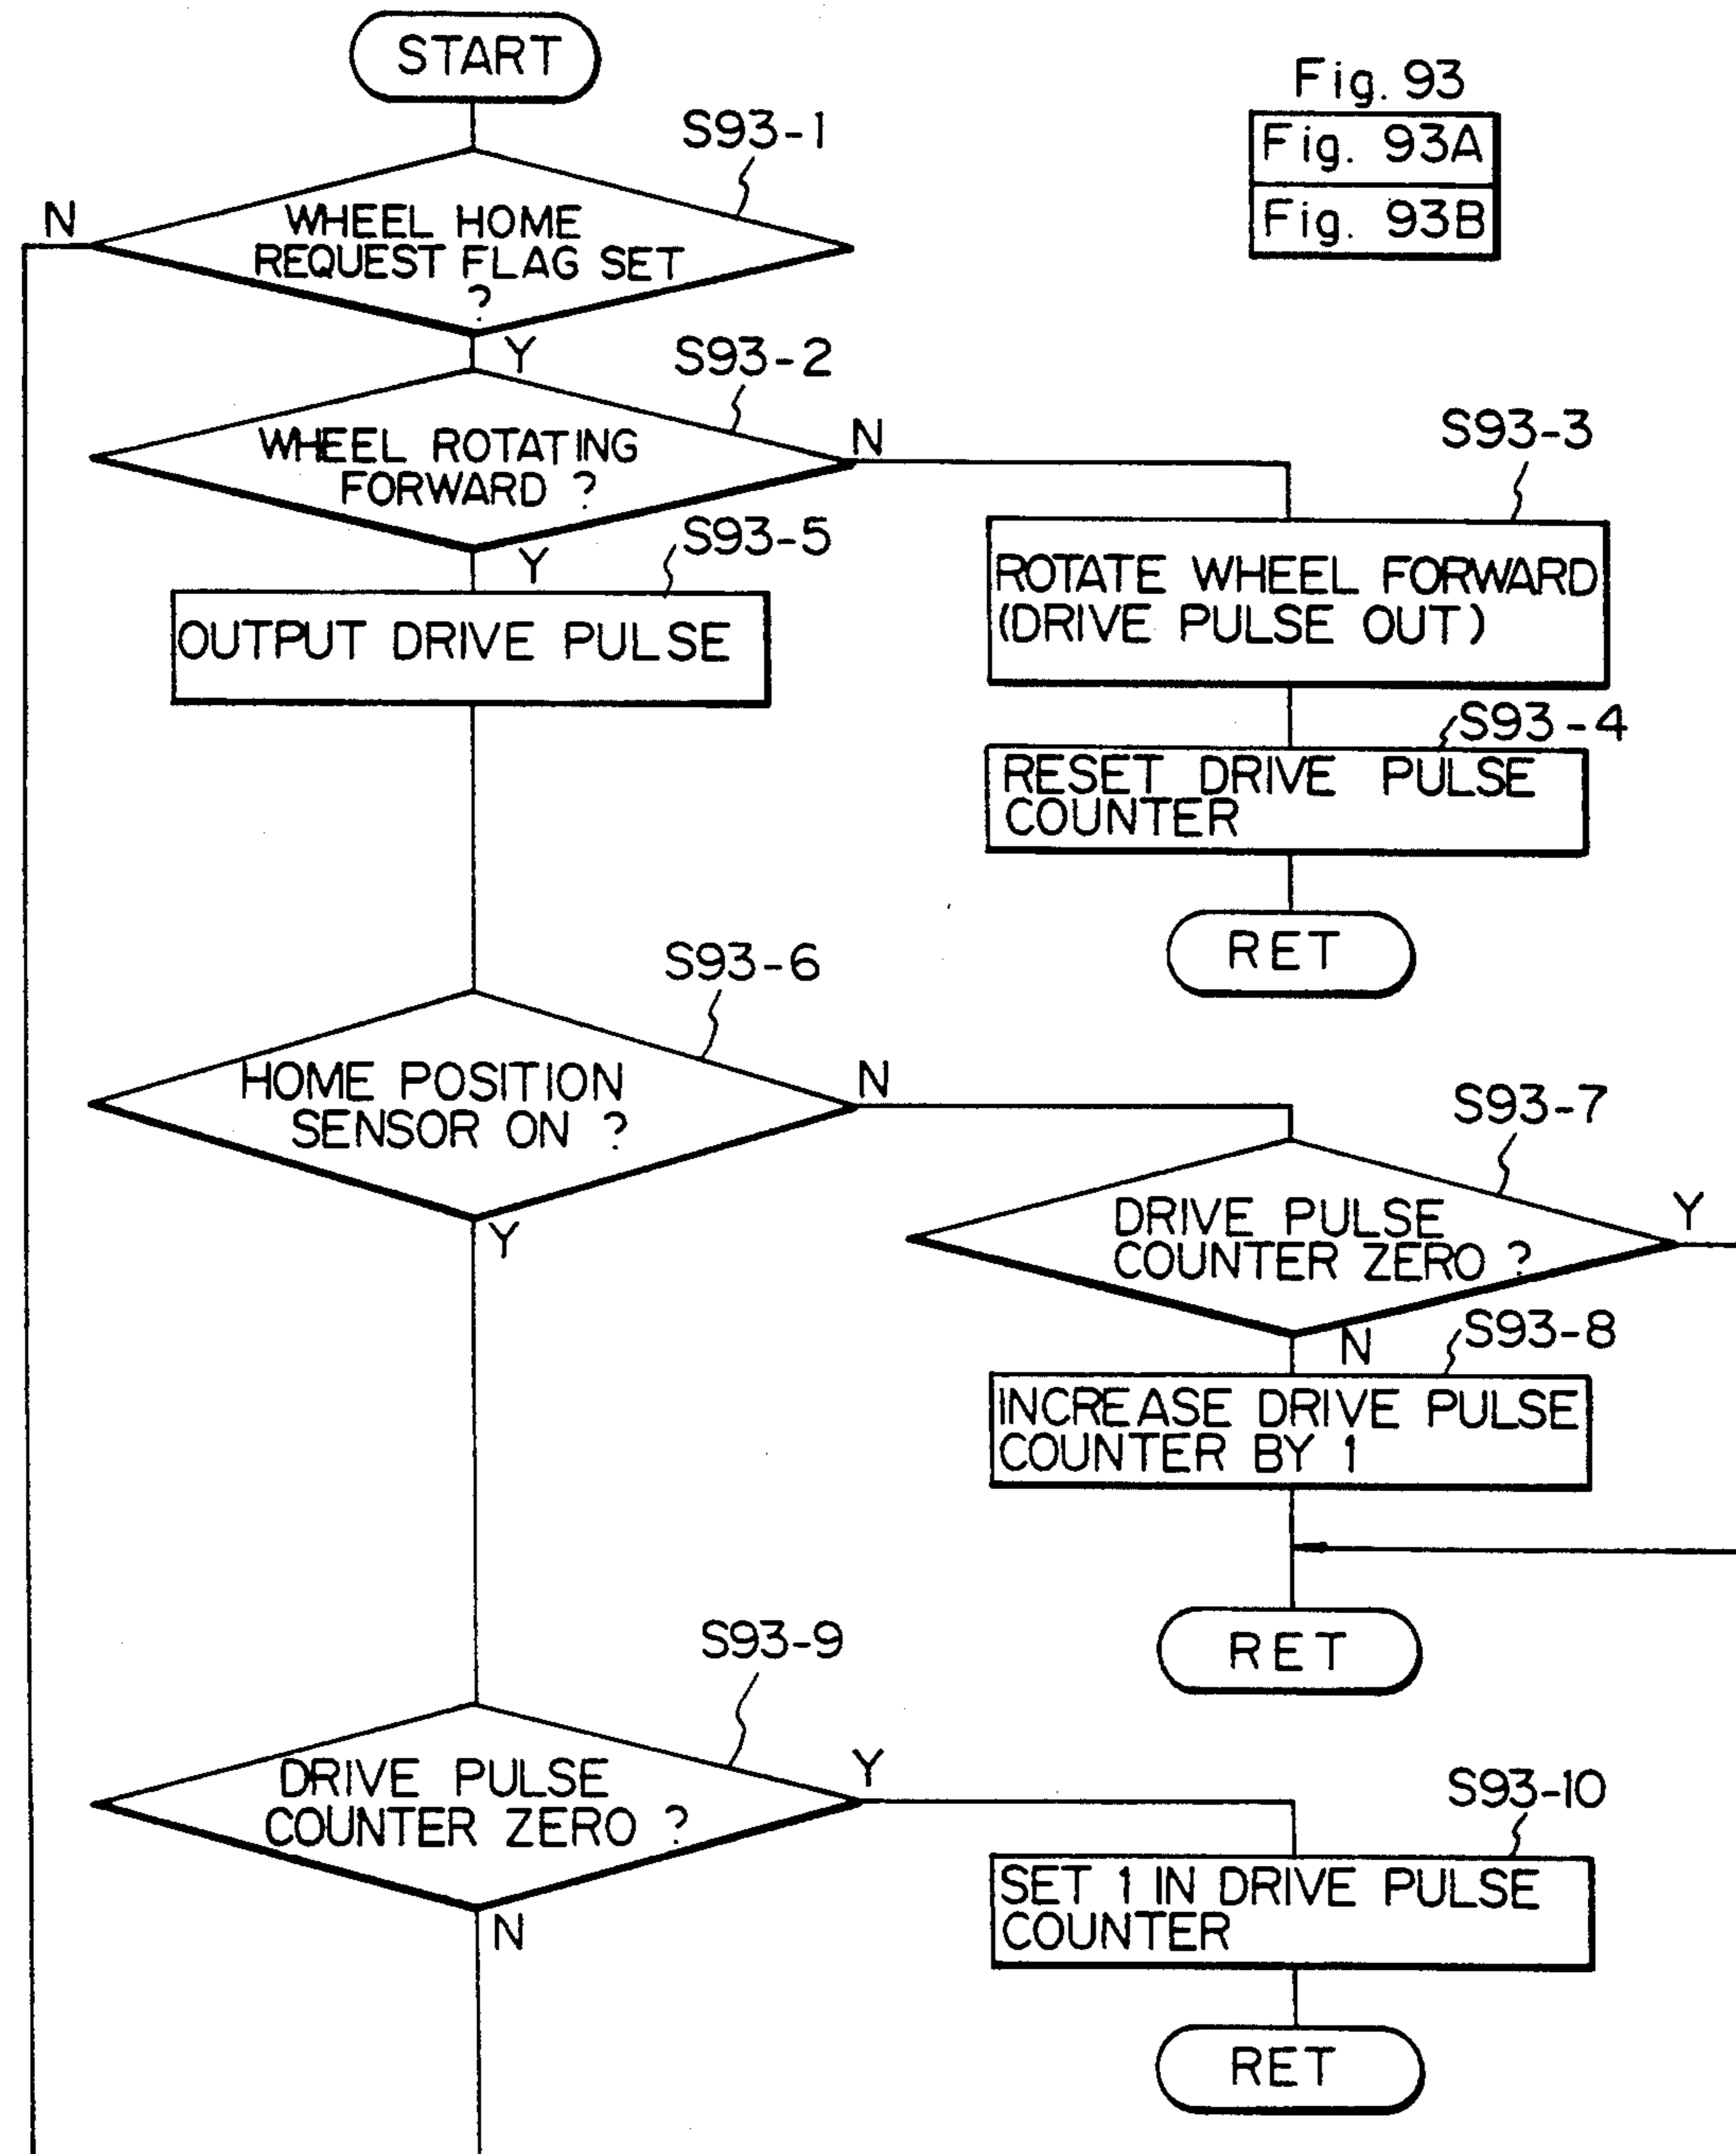 START
Fig. 93
Fig. 93A
Fig. 93B
S93-1
N
WHEEL HOME
REQUEST FLAG SET
?
Y
S93-2
WHEEL ROTATING
FORWARD ?
N
Y
S93-3
ROTATE WHEEL FORWARD
(DRIVE PULSE OUT)
S93-5
OUTPUT DRIVE PULSE
S93-4
RESET DRIVE PULSE
COUNTER
RET
S93-6
HOME POSITION
SENSOR ON ?
N
Y
S93-7
DRIVE PULSE
COUNTER ZERO ?
Y
N
S93-8
INCREASE DRIVE PULSE
COUNTER BY 1
RET
S93-9
DRIVE PULSE
COUNTER ZERO ?
Y
N
S93-10
SET 1 IN DRIVE PULSE
COUNTER
RET